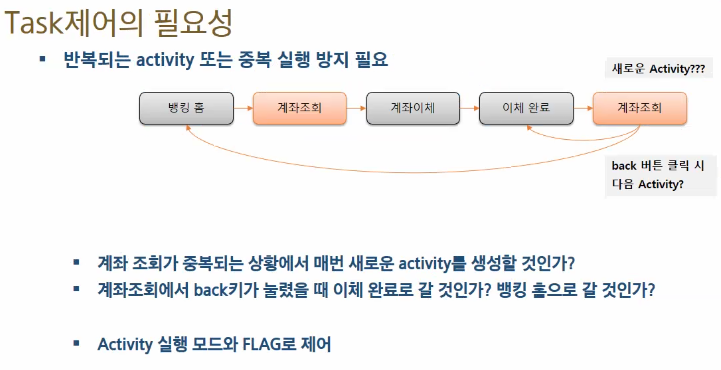 Task제어의 필요성
▪ 반복되는 activity 또는 중복 실행 방지 필요
새로운 Activity???
뱅킹 홈
계좌조회
계좌이체
이체 완료
계좌조회
back 버튼 클릭 시
다음 Activity?
▪ 계좌 조회가 중복되는 상황에서 매번 새로운 activity를 생성할 것인가?
▪ 계좌조회에서 back키가 눌렸을 때 이체 완료로 갈 것인가? 뱅킹 홈으로 갈 것인가?
▪ Activity 실행 모드와 FLAG로 제어